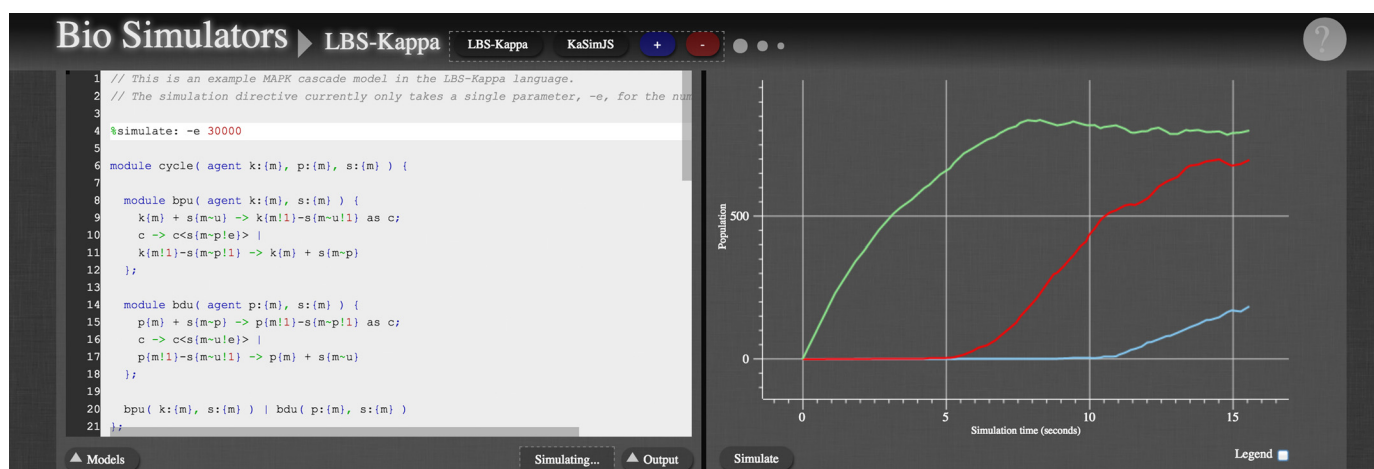 Bio Simulators LBS-Kappa LBS-Kappa KaSimJS + - ?
1 // This is an example MAPK cascade model in the LBS-Kappa language.
2 // The simulation directive currently only takes a single parameter, -e, for the num
3
4 %simulate: -e 30000
5
6 module cycle( agent k:{m}, p:{m}, s:{m} ) {
7
8 module bpu( agent k:{m}, s:{m} ) {
9 k{m} + s{m~u} -> k{m!1}-s{m~u!1} as c;
10 c -> c<s{m~p!e}> |
11 k{m!1}-s{m~p!1} -> k{m} + s{m~p}
12 };
13
14 module bdu( agent p:{m}, s:{m} ) {
15 p{m} + s{m~p} -> p{m!1}-s{m~p!1} as c;
16 c -> c<s{m~u!e}> |
17 p{m!1}-s{m~u!1} -> p{m} + s{m~u}
18 };
19
20 bpu( k:{m}, s:{m} ) | bdu( p:{m}, s:{m} )
21 };
Models Simulating... Output
Population
500
0
0 5 10 15
Simulation time (seconds)
Simulate Legend